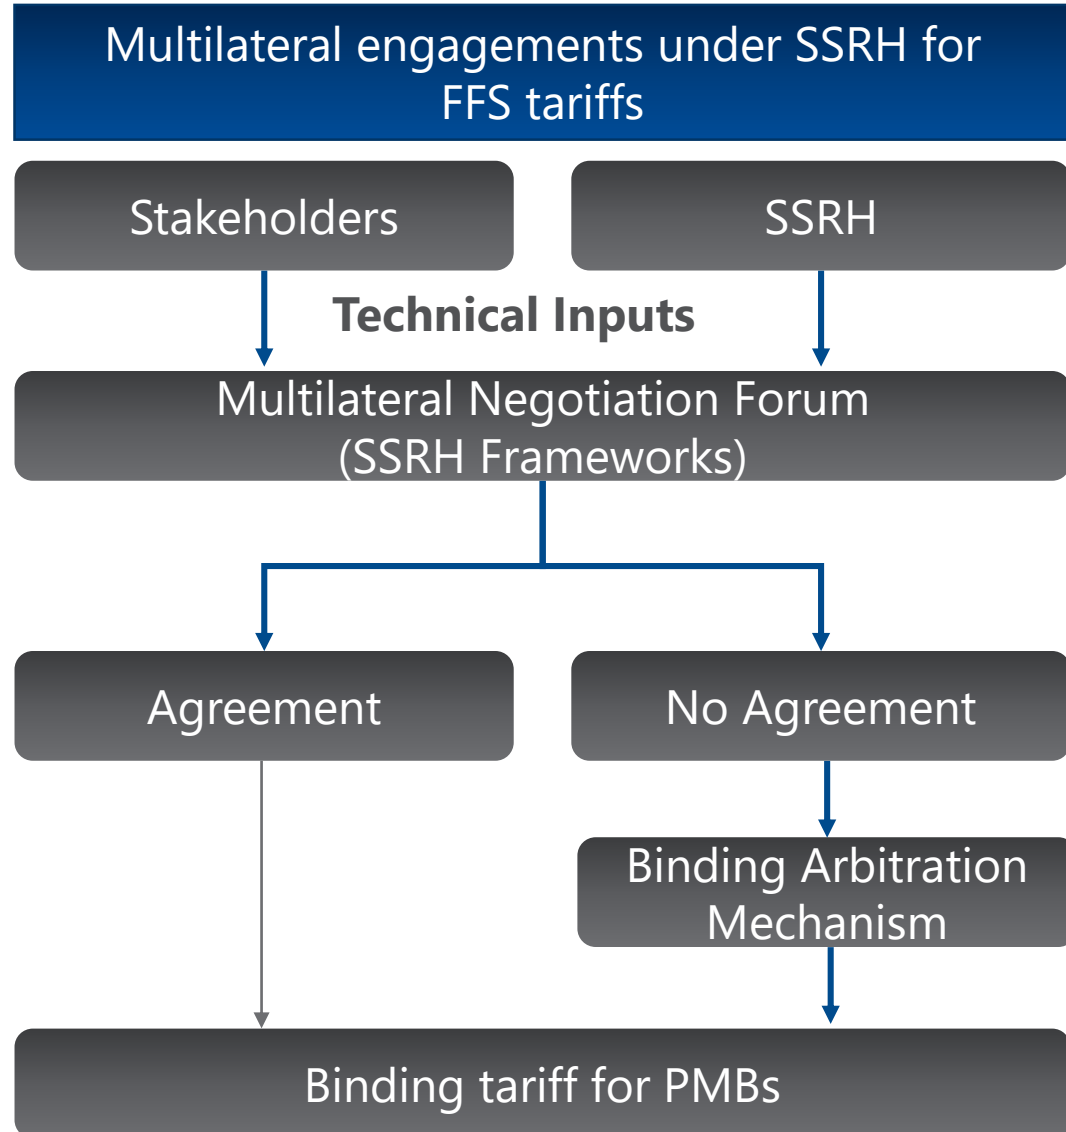 Multilateral engagements under SSRH for
FFS tariffs
Stakeholders
SSRH
Technical Inputs
Multilateral Negotiation Forum
(SSRH Frameworks)
Agreement
No Agreement
Binding Arbitration
Mechanism
Binding tariff for PMBs